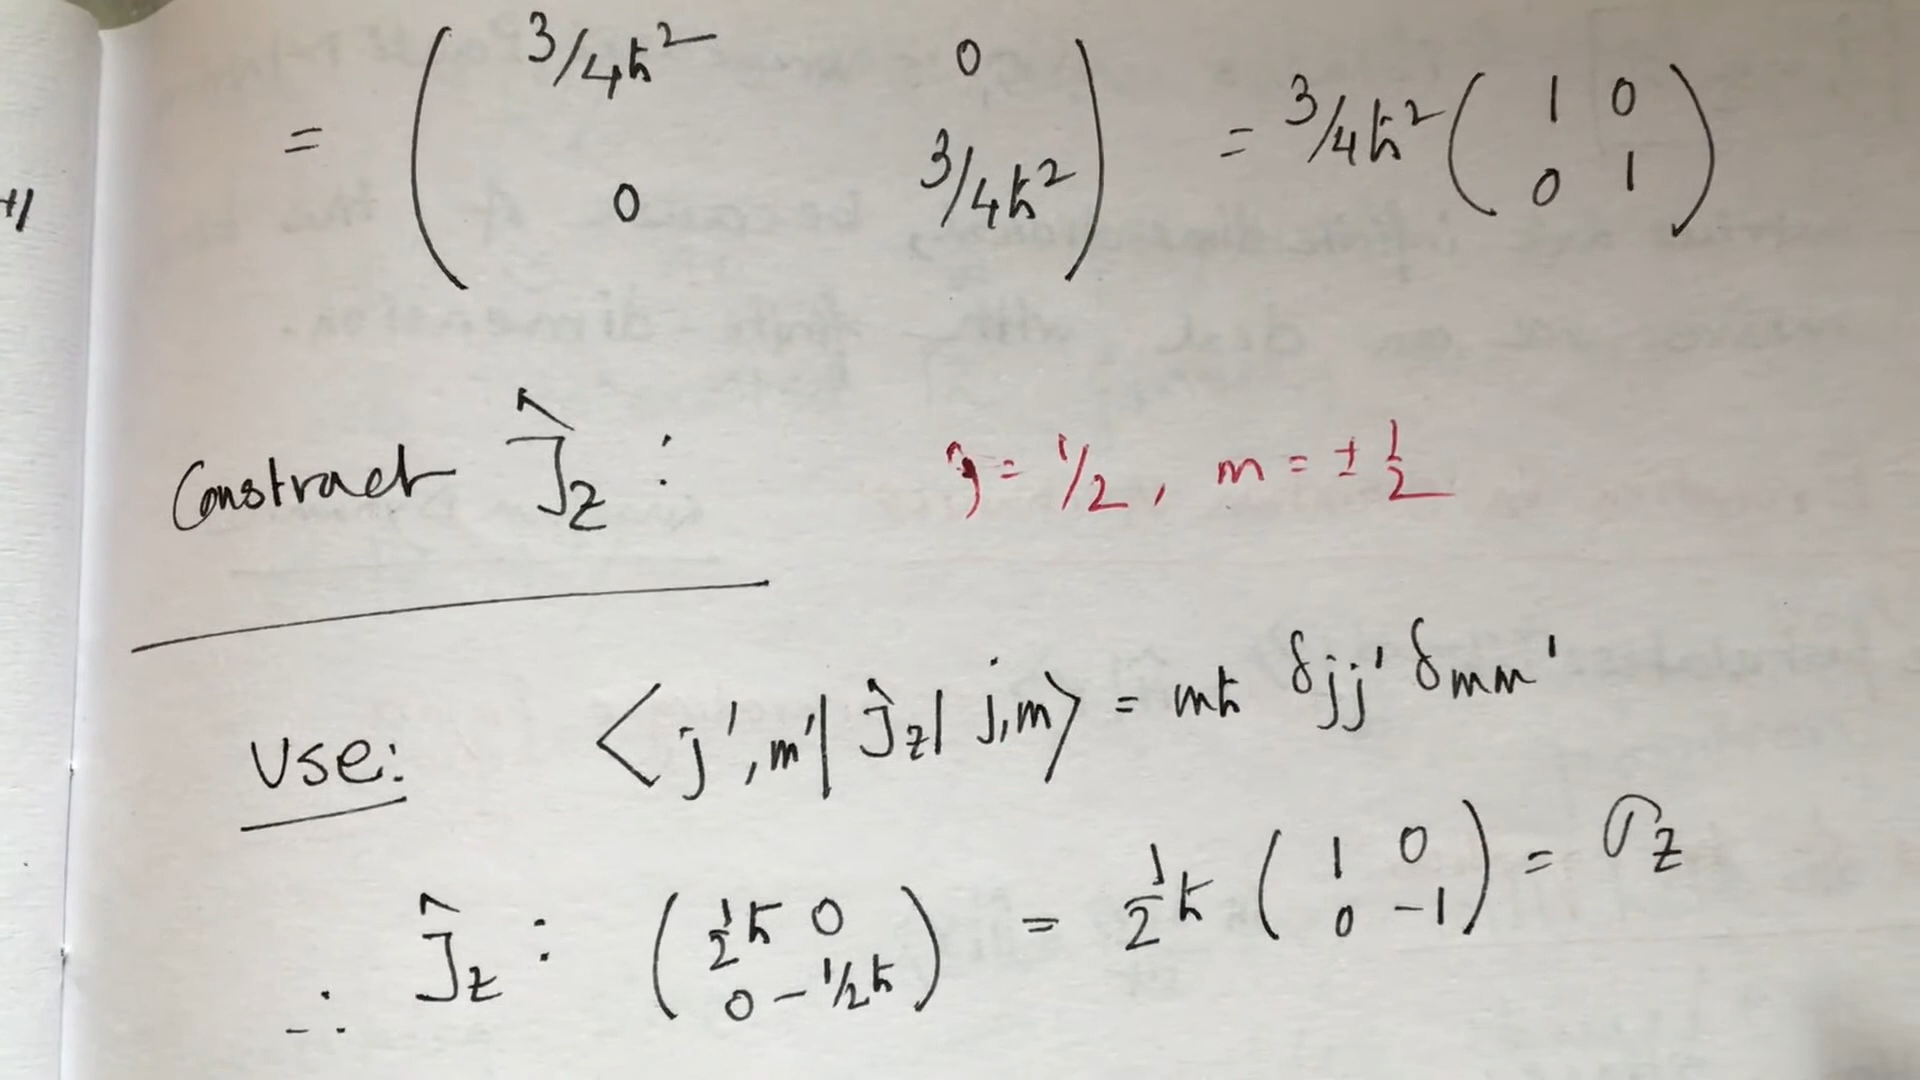 = ( 3/4ħ² 0 ) = 3/4ħ² ( 1 0 )
( 0 3/4ħ² ) ( 0 1 )
Construct Ĵz : j = 1/2, m = ± 1/2
Use: ⟨j', m'| Ĵz | j, m⟩ = mħ δjj' δmm'
∴ Ĵz : ( 1/2ħ 0 ) = 1/2 ħ ( 1 0 ) = σz
( 0 -1/2ħ ) ( 0 -1 )